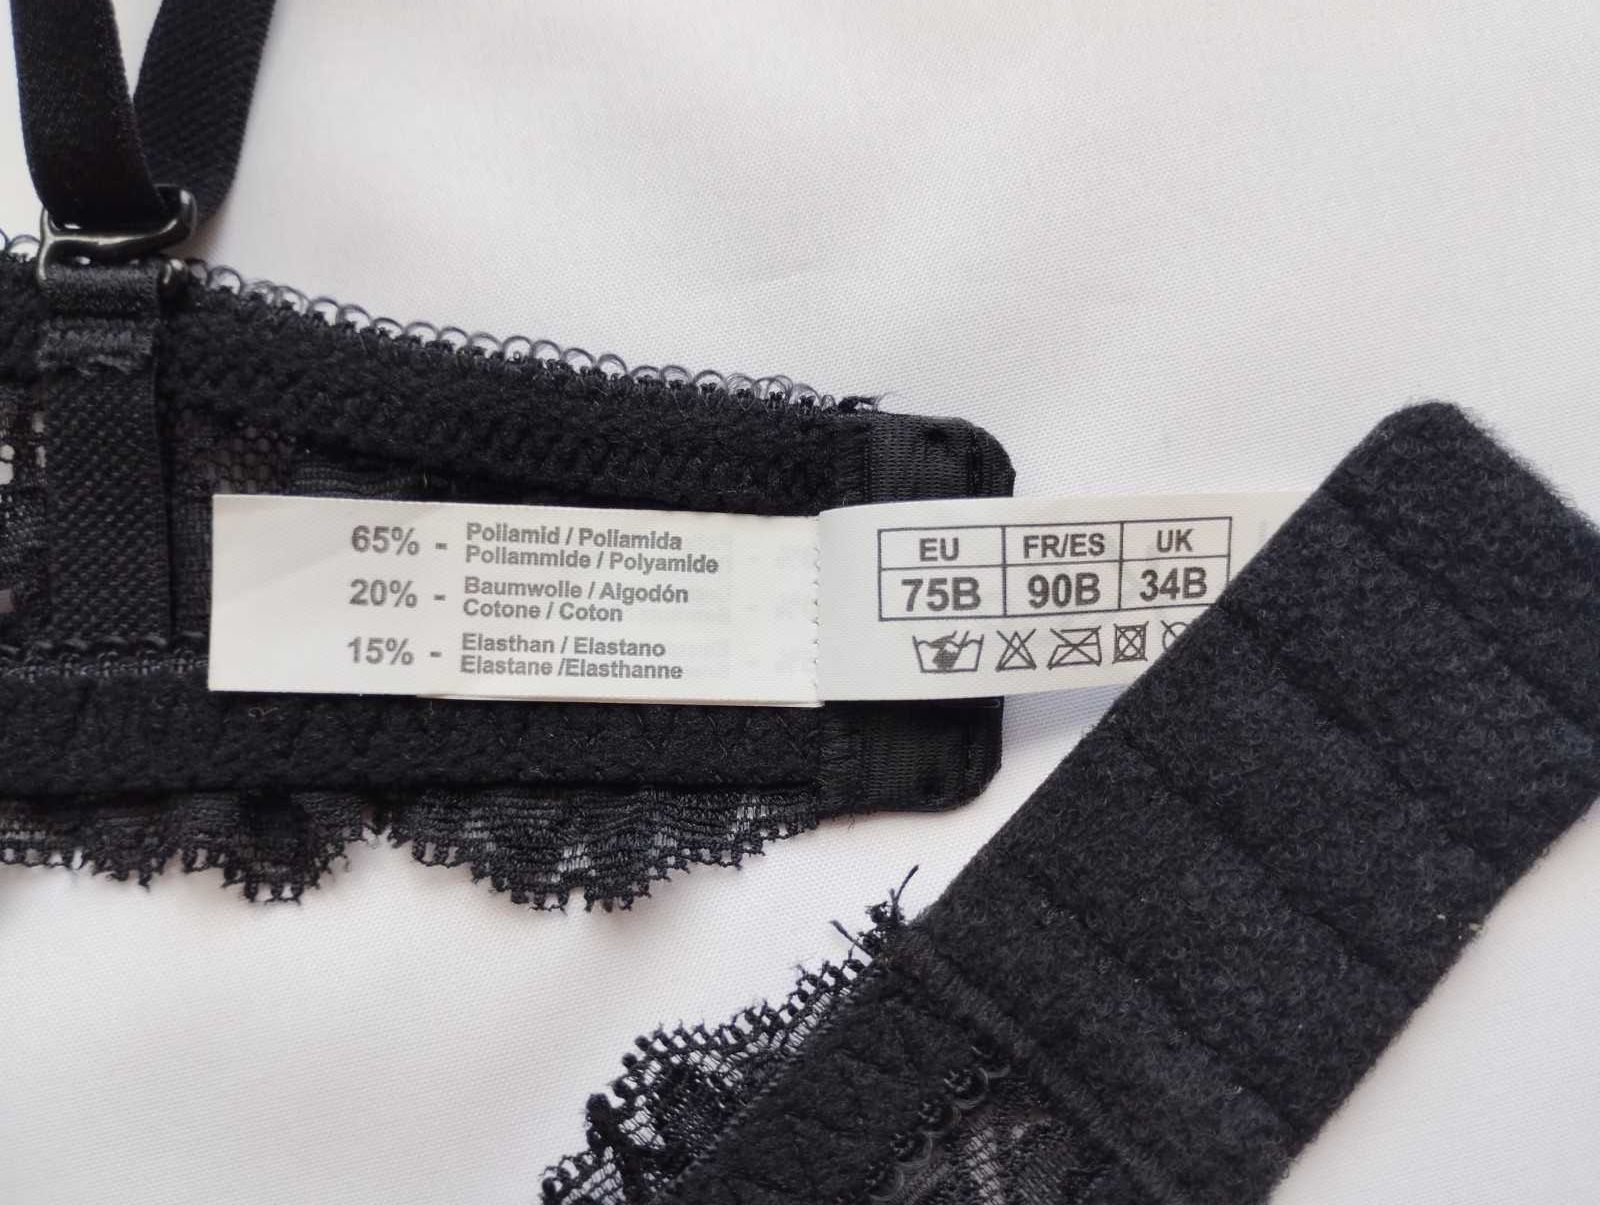 65% - Poliamid / Poliamida
Poliammide / Polyamide
20% - Baumwolle / Algodón
Cotone / Coton
15% - Elasthan / Elastano
Elastane /Elasthanne
EU FR/ES UK
75B 90B 34B